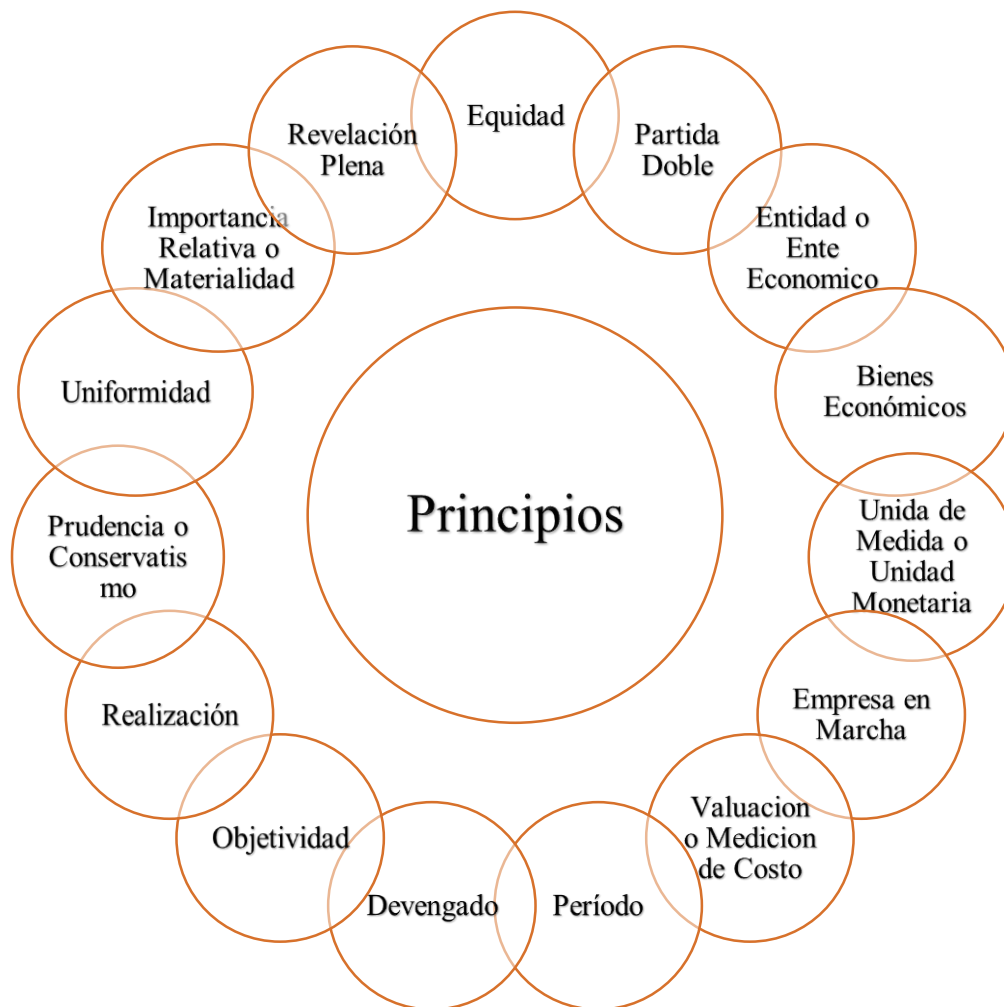 Equidad
Partida
Doble
Entidad o
Ente
Economico
Bienes
Económicos
Unida de
Medida o
Unidad
Monetaria
Empresa en
Marcha
Valuacion
o Medicion
de Costo
Período
Devengado
Objetividad
Realización
Prudencia o
Conservatis
mo
Uniformidad
Importancia
Relativa o
Materialidad
Revelación
Plena
Principios